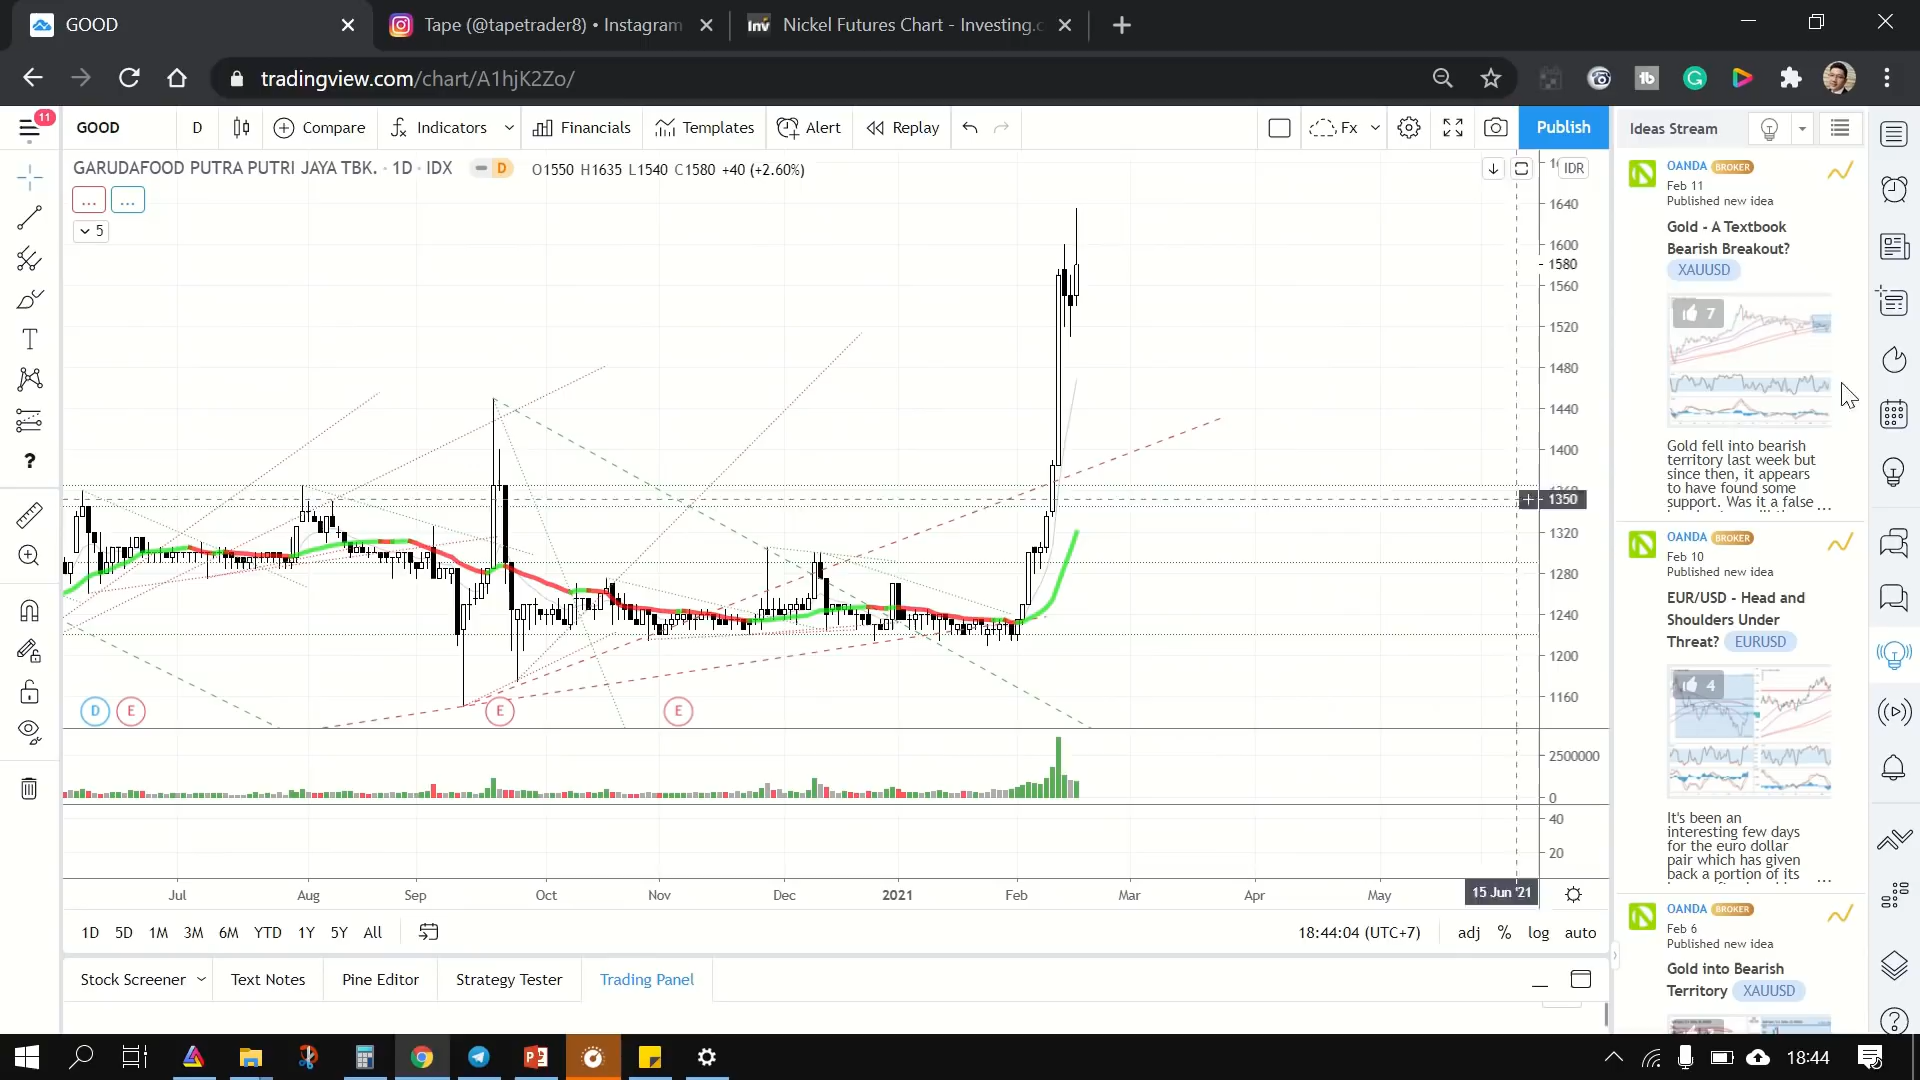 GOOD
Tape (@tapetrader8) • Instagram
Inv
Nickel Futures Chart - Investing.c
tradingview.com/chart/A1hjK2Zo/
11
GOOD
D
Compare
Indicators
Financials
Templates
Alert
Replay
Fx
Publish
GARUDAFOOD PUTRA PUTRI JAYA TBK. · 1D · IDX
D
O1550 H1635 L1540 C1580 +40 (+2.60%)
IDR
...
...
5
1640
1600
1580
1560
1520
1480
1440
1400
1350
1320
1280
1240
1200
1160
D
E
E
E
2500000
0
40
20
Jul
Aug
Sep
Oct
Nov
Dec
2021
Feb
Mar
Apr
May
15 Jun '21
1D 5D 1M 3M 6M YTD 1Y 5Y All
18:44:04 (UTC+7)
adj % log auto
Stock Screener
Text Notes
Pine Editor
Strategy Tester
Trading Panel
Ideas Stream
OANDA BROKER
Feb 11
Published new idea
Gold - A Textbook
Bearish Breakout?
XAUUSD
7
Gold fell into bearish
territory last week but
since then, it appears
to have found some
support. Was it a false ...
OANDA BROKER
Feb 10
Published new idea
EUR/USD - Head and
Shoulders Under
Threat? EURUSD
4
It's been an
interesting few days
for the euro dollar
pair which has given
back a portion of its
...
OANDA BROKER
Feb 6
Published new idea
Gold into Bearish
Territory XAUUSD
18:44